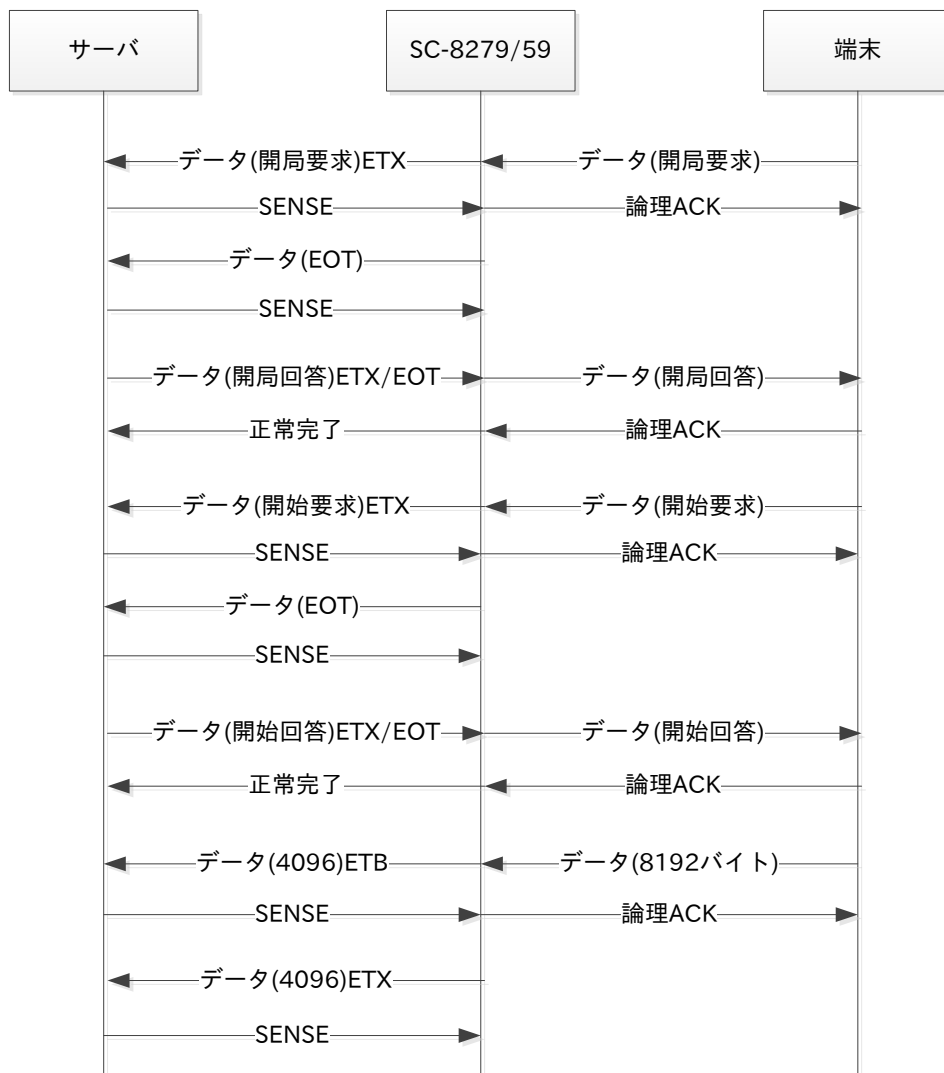 サーバ
SC-8279/59
端末
データ(開局要求)ETX
データ(開局要求)
SENSE
論理ACK
データ(EOT)
SENSE
データ(開局回答)ETX/EOT
データ(開局回答)
正常完了
論理ACK
データ(開始要求)ETX
データ(開始要求)
SENSE
論理ACK
データ(EOT)
SENSE
データ(開始回答)ETX/EOT
データ(開始回答)
正常完了
論理ACK
データ(4096)ETB
データ(8192バイト)
SENSE
論理ACK
データ(4096)ETX
SENSE